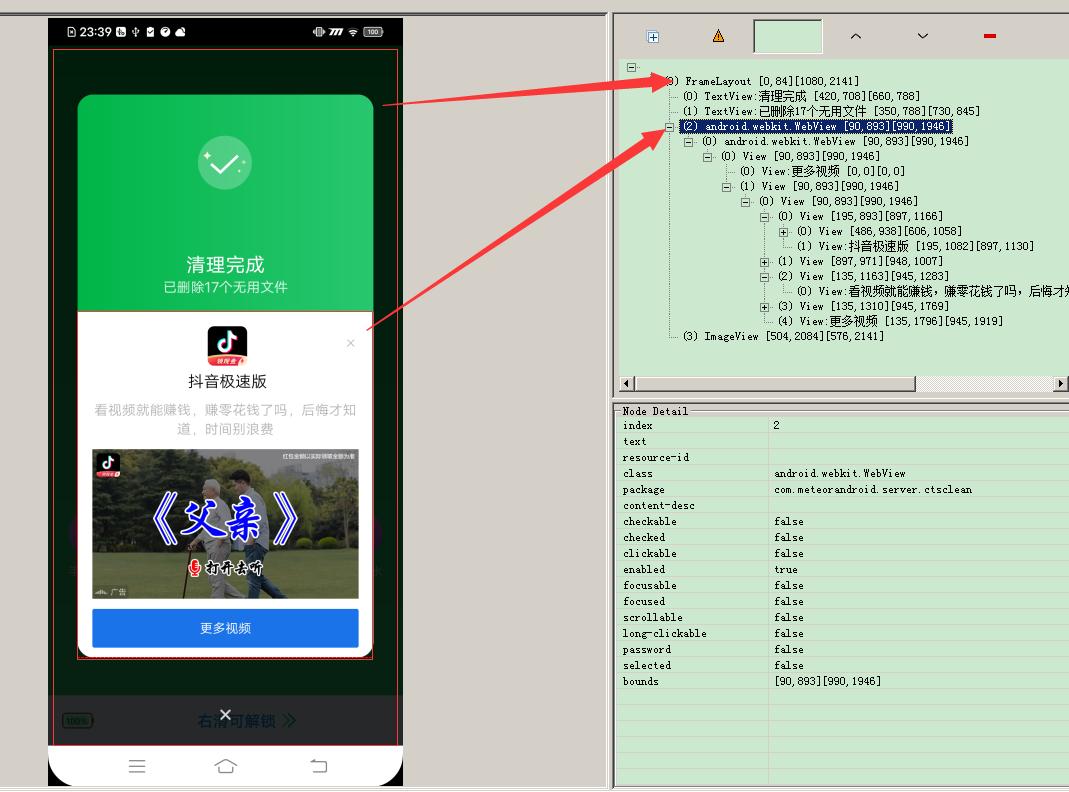 23:39
100
清理完成
已删除17个无用文件
抖音极速版
看视频就能赚钱，赚零花钱了吗，后悔才知
道，时间别浪费
红包金额以实际领取金额为准
《父亲》
打开去听
广告
更多视频
100%
右滑可解锁
(0) FrameLayout [0,84][1080,2141]
(0) TextView:清理完成 [420,708][660,788]
(1) TextView:已删除17个无用文件 [350,788][730,845]
(2) android.webkit.WebView [90,893][990,1946]
(0) android.webkit.WebView [90,893][990,1946]
(0) View [90,893][990,1946]
(0) View:更多视频 [0,0][0,0]
(1) View [90,893][990,1946]
(0) View [90,893][990,1946]
(0) View [195,893][897,1166]
(0) View [486,938][606,1058]
(1) View:抖音极速版 [195,1082][897,1130]
(1) View [897,971][948,1007]
(2) View [135,1163][945,1283]
(0) View:看视频就能赚钱，赚零花钱了吗，后悔才知
(3) View [135,1310][945,1769]
(4) View:更多视频 [135,1796][945,1919]
(3) ImageView [504,2084][576,2141]
Node Detail
index 2
text
resource-id
class android.webkit.WebView
package com.meteorandroid.server.ctsclean
content-desc
checkable false
checked false
clickable false
enabled true
focusable false
focused false
scrollable false
long-clickable false
password false
selected false
bounds [90,893][990,1946]